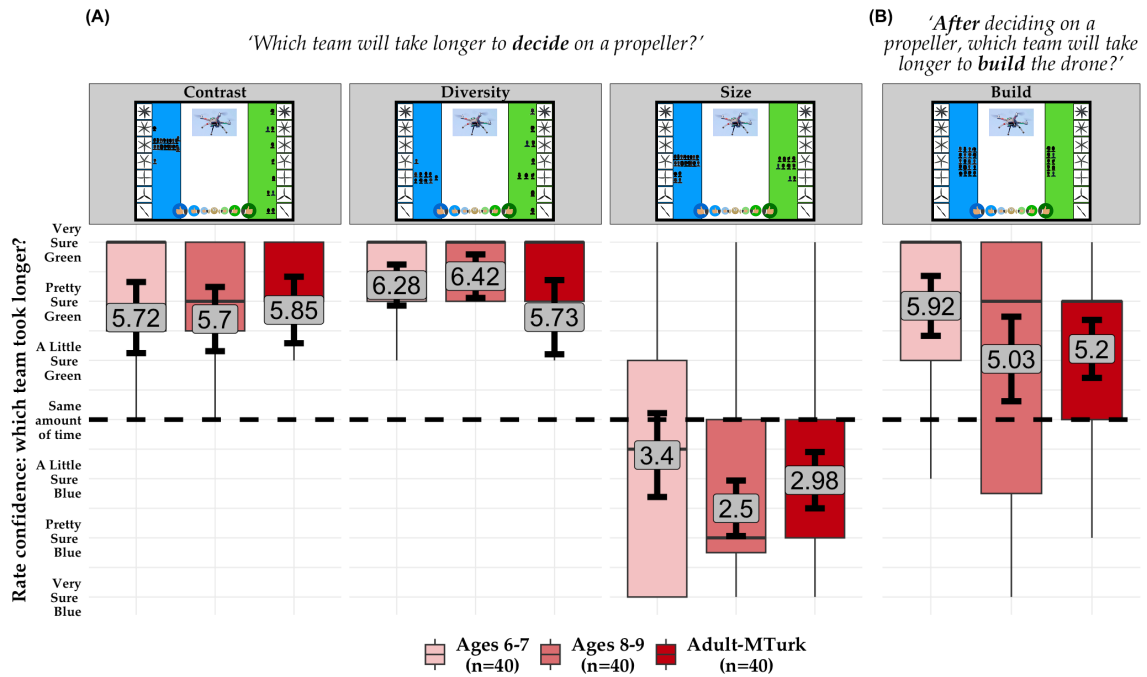 (A)
(B)
‘Which team will take longer to decide on a propeller?’
‘After deciding on a
propeller, which team will take
longer to build the drone?’
Contrast
Diversity
Size
Build
Rate confidence: which team took longer?
Very
Sure
Green
Pretty
Sure
Green
A Little
Sure
Green
Same
amount
of time
A Little
Sure
Blue
Pretty
Sure
Blue
Very
Sure
Blue
5.72
5.7
5.85
6.28
6.42
5.73
3.4
2.5
2.98
5.92
5.03
5.2
Ages 6-7
(n=40)
Ages 8-9
(n=40)
Adult-MTurk
(n=40)